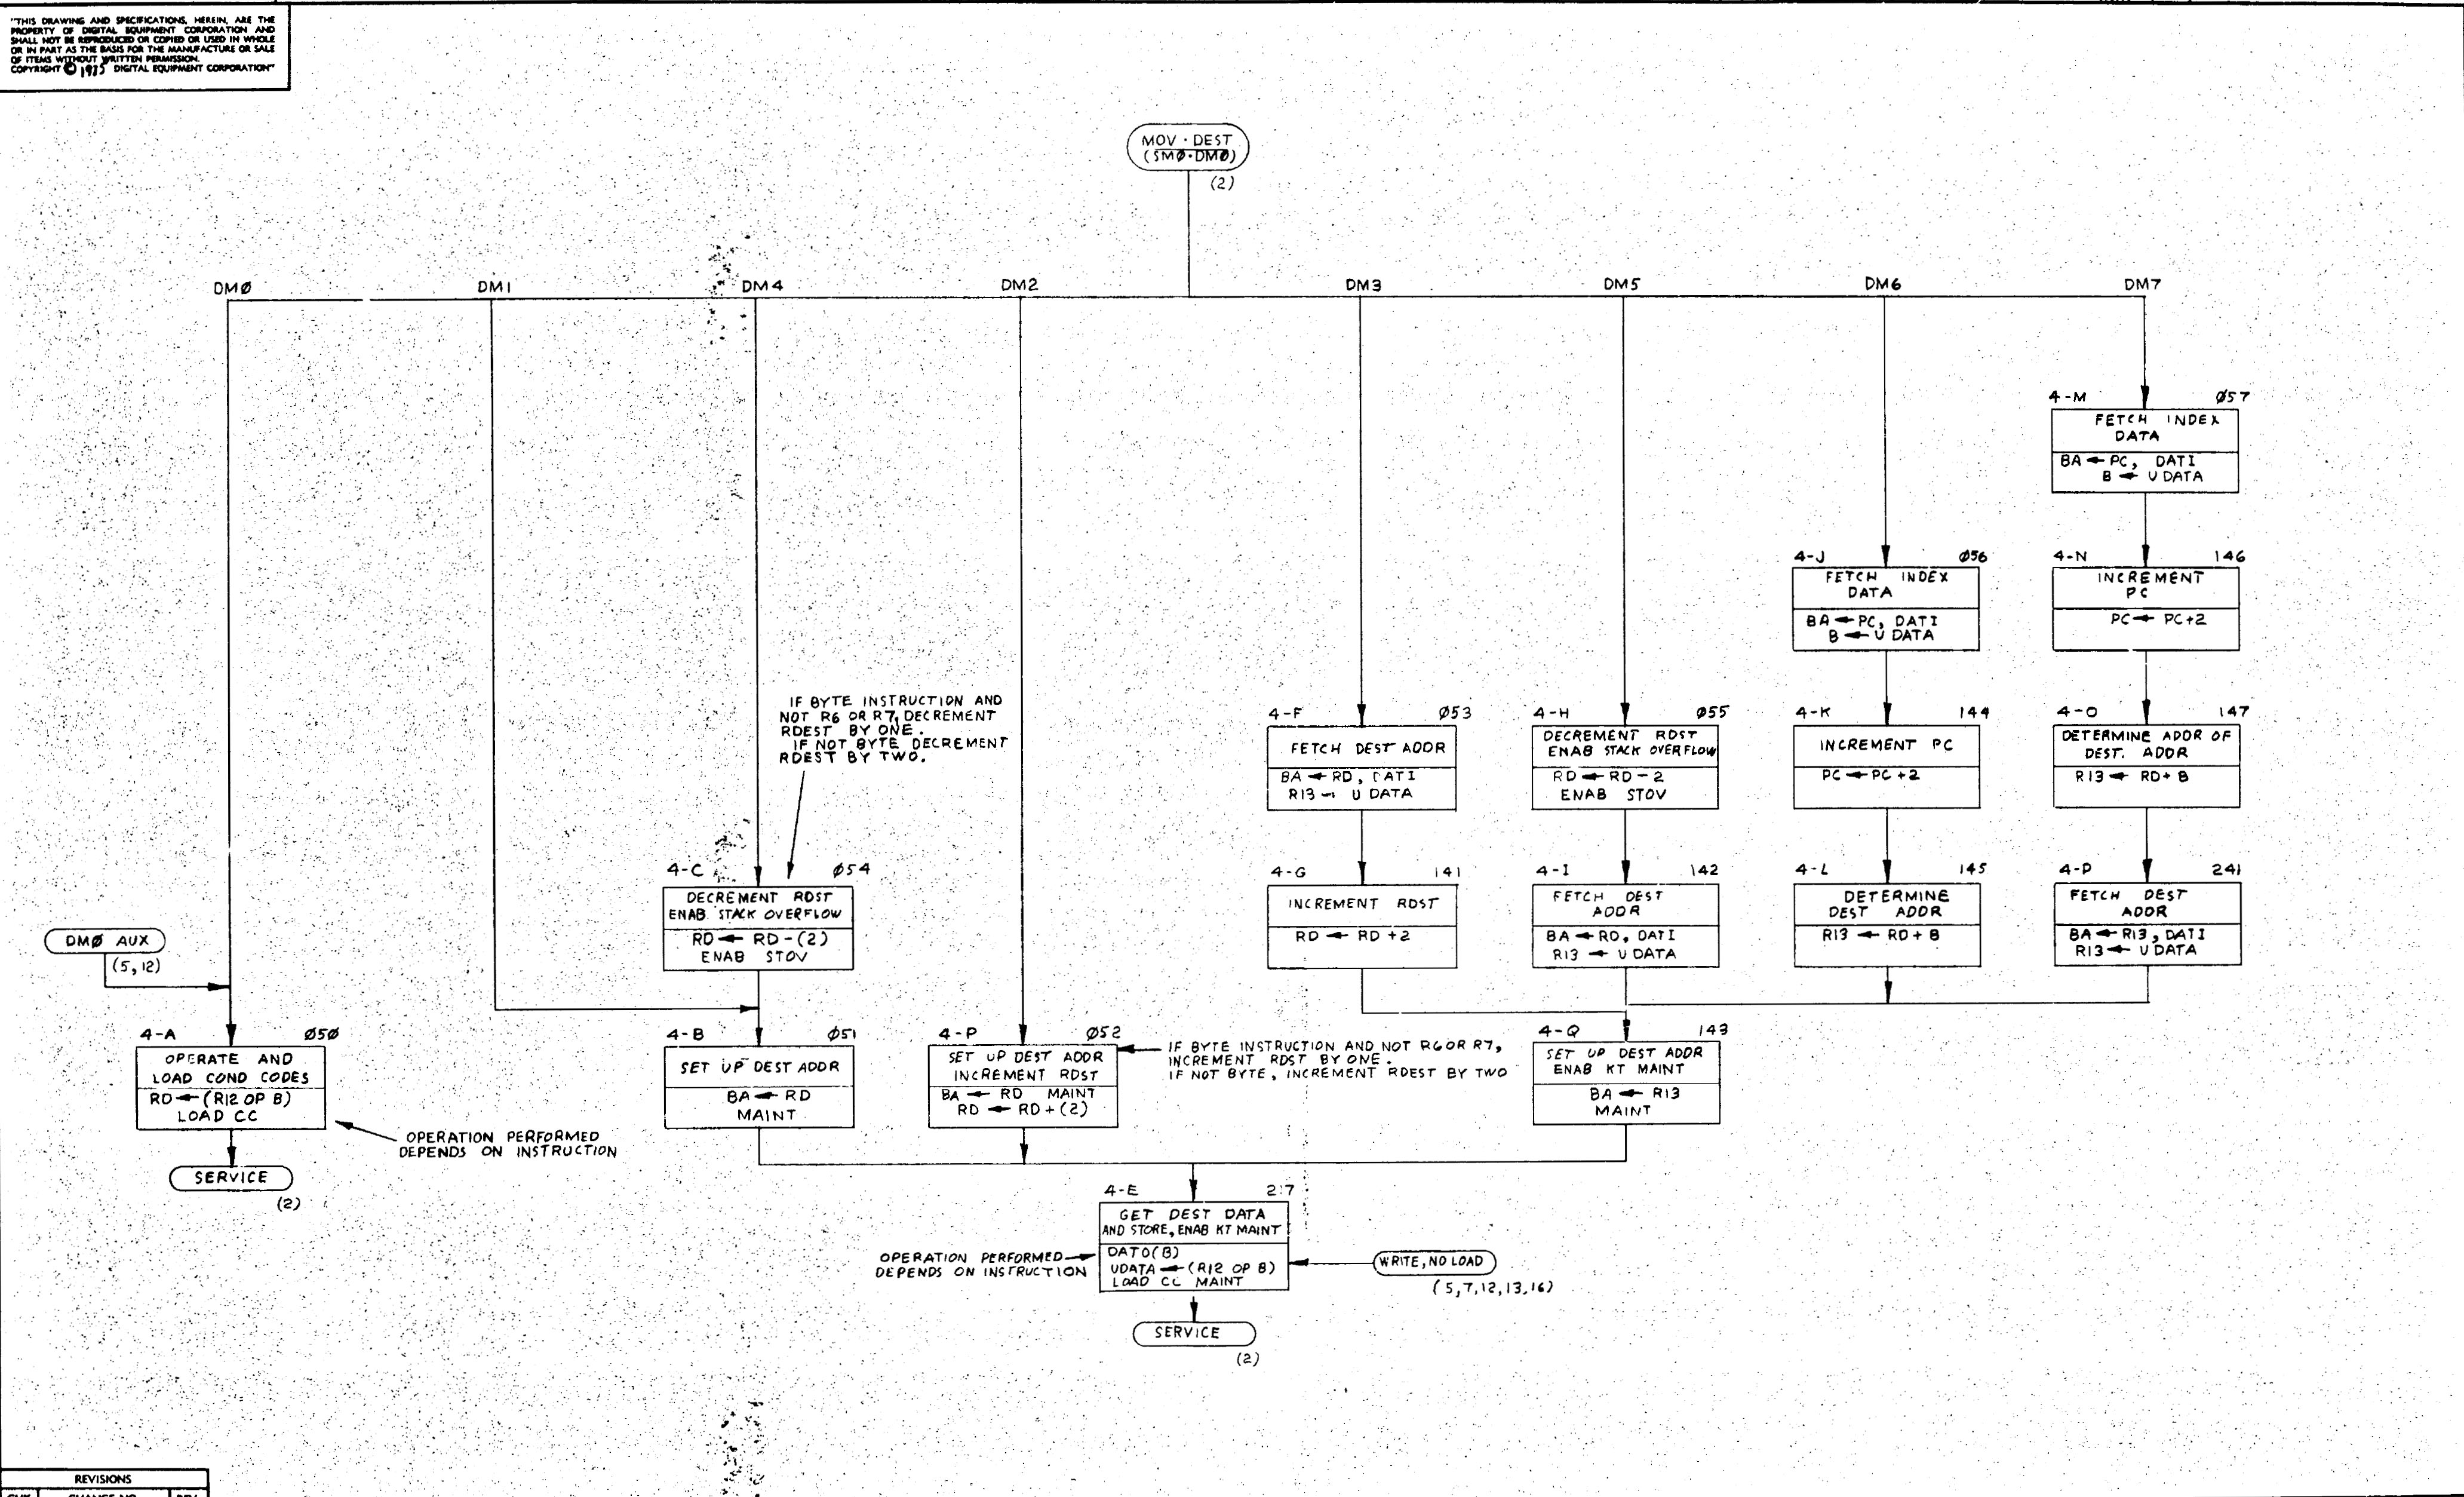 "THIS DRAWING AND SPECIFICATIONS, HEREIN, ARE THE
PROPERTY OF DIGITAL EQUIPMENT CORPORATION AND
SHALL NOT BE REPRODUCED OR COPIED OR USED IN WHOLE
OR IN PART AS THE BASIS FOR THE MANUFACTURE OR SALE
OF ITEMS WITHOUT WRITTEN PERMISSION.
COPYRIGHT © 1975 DIGITAL EQUIPMENT CORPORATION"
MOV · DEST
(SMØ·DMØ)
(2)
DMØ
DM1
DM4
DM2
DM3
DM5
DM6
DM7
4-M Ø57
FETCH INDEX
DATA
BA ← PC, DATI
B ← U DATA
4-J Ø56
FETCH INDEX
DATA
BA ← PC, DATI
B ← U DATA
4-N 146
INCREMENT
PC
PC ← PC+2
IF BYTE INSTRUCTION AND
NOT R6 OR R7, DECREMENT
RDEST BY ONE.
IF NOT BYTE DECREMENT
RDEST BY TWO.
4-F Ø53
FETCH DEST ADDR
BA ← RD, DATI
R13 ← U DATA
4-H Ø55
DECREMENT RDST
ENAB STACK OVERFLOW
RD ← RD-2
ENAB STOV
4-K 144
INCREMENT PC
PC ← PC+2
4-O 147
DETERMINE ADDR OF
DEST. ADDR
R13 ← RD+B
4-C Ø54
DECREMENT RDST
ENAB STACK OVERFLOW
RD ← RD-(2)
ENAB STOV
4-G 141
INCREMENT RDST
RD ← RD+2
4-I 142
FETCH DEST
ADDR
BA ← RD, DATI
R13 ← U DATA
4-L 145
DETERMINE
DEST ADDR
R13 ← RD+B
4-P 241
FETCH DEST
ADDR
BA ← R13, DATI
R13 ← U DATA
DMØ AUX
(5,12)
4-A Ø5Ø
OPERATE AND
LOAD COND CODES
RD ← (R12 OP B)
LOAD CC
OPERATION PERFORMED
DEPENDS ON INSTRUCTION
SERVICE
(2)
4-B Ø51
SET UP DEST ADDR
BA ← RD
MAINT
4-P Ø52
SET UP DEST ADDR
INCREMENT RDST
BA ← RD MAINT
RD ← RD+(2)
IF BYTE INSTRUCTION AND NOT R6 OR R7,
INCREMENT RDST BY ONE.
IF NOT BYTE, INCREMENT RDEST BY TWO
4-Q 143
SET UP DEST ADDR
ENAB KT MAINT
BA ← R13
MAINT
4-E
GET DEST DATA
AND STORE, ENAB KT MAINT
DATO(B)
UDATA ← (R12 OP B)
LOAD CC MAINT
OPERATION PERFORMED
DEPENDS ON INSTRUCTION
WRITE, NO LOAD
(5,7,12,13,16)
SERVICE
(2)
REVISIONS